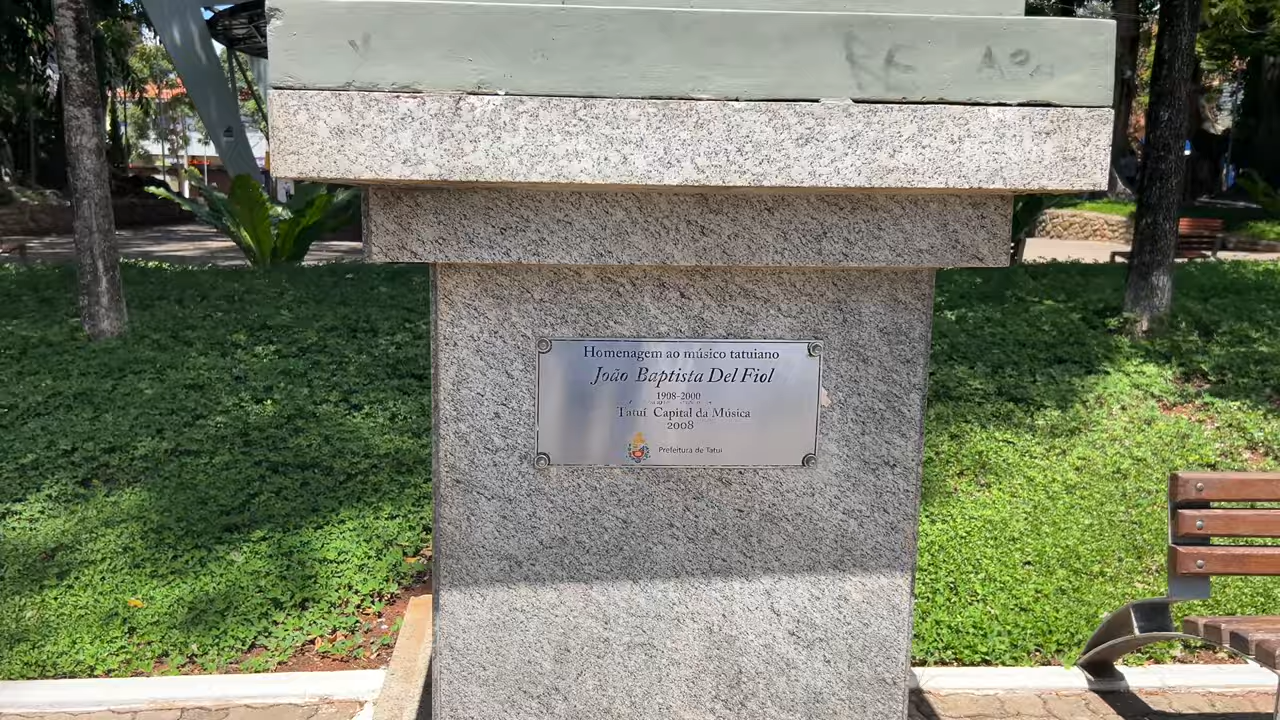 Homenagem ao músico tatuiano
João Baptista Del Fiol
1908-2000
Tatuí Capital da Música
2008
Prefeitura de Tatuí